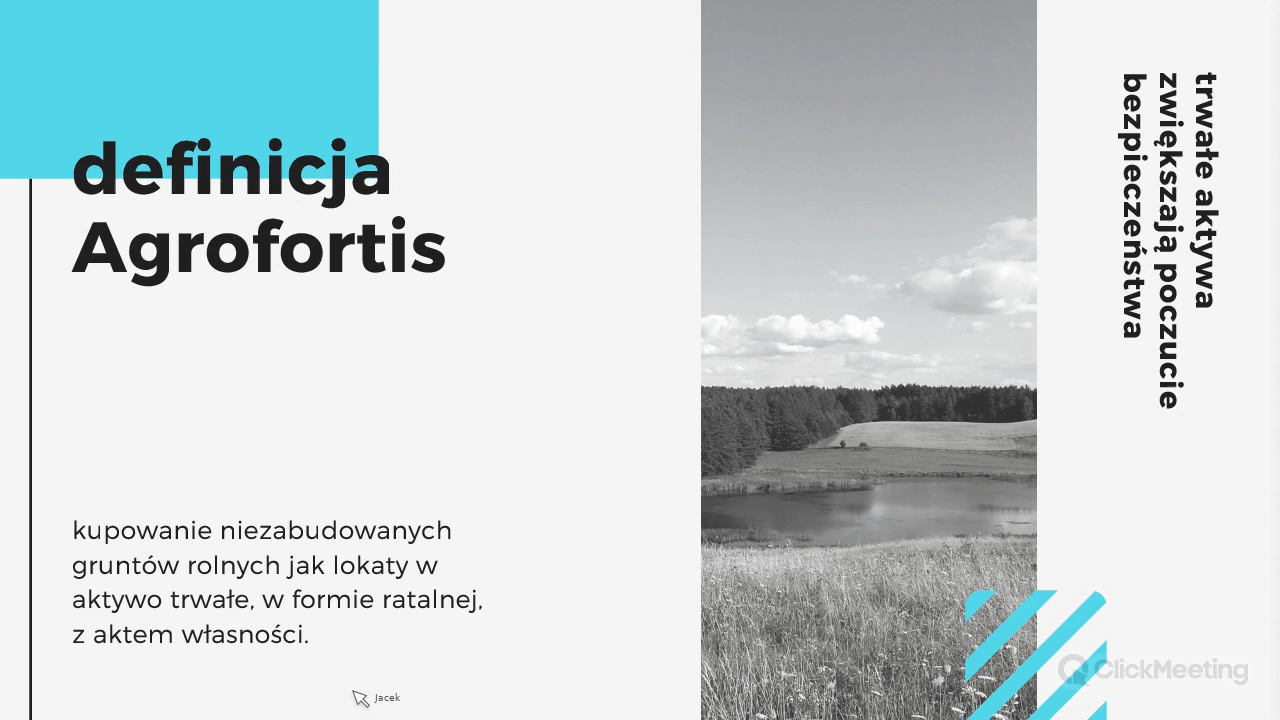 definicja
Agrofortis
kupowanie niezabudowanych
gruntów rolnych jak lokaty w
aktywo trwałe, w formie ratalnej,
z aktem własności.
trwałe aktywa
zwiększają poczucie
bezpieczeństwa
Jacek
ClickMeeting